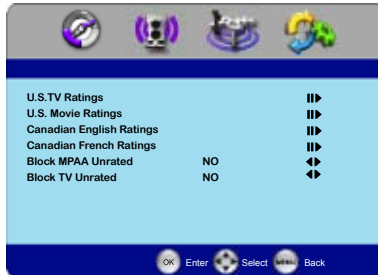 U.S.TV Ratings
U.S. Movie Ratings
Canadian English Ratings
Canadian French Ratings
Block MPAA Unrated NO
Block TV Unrated NO
OK Enter Select MENU Back